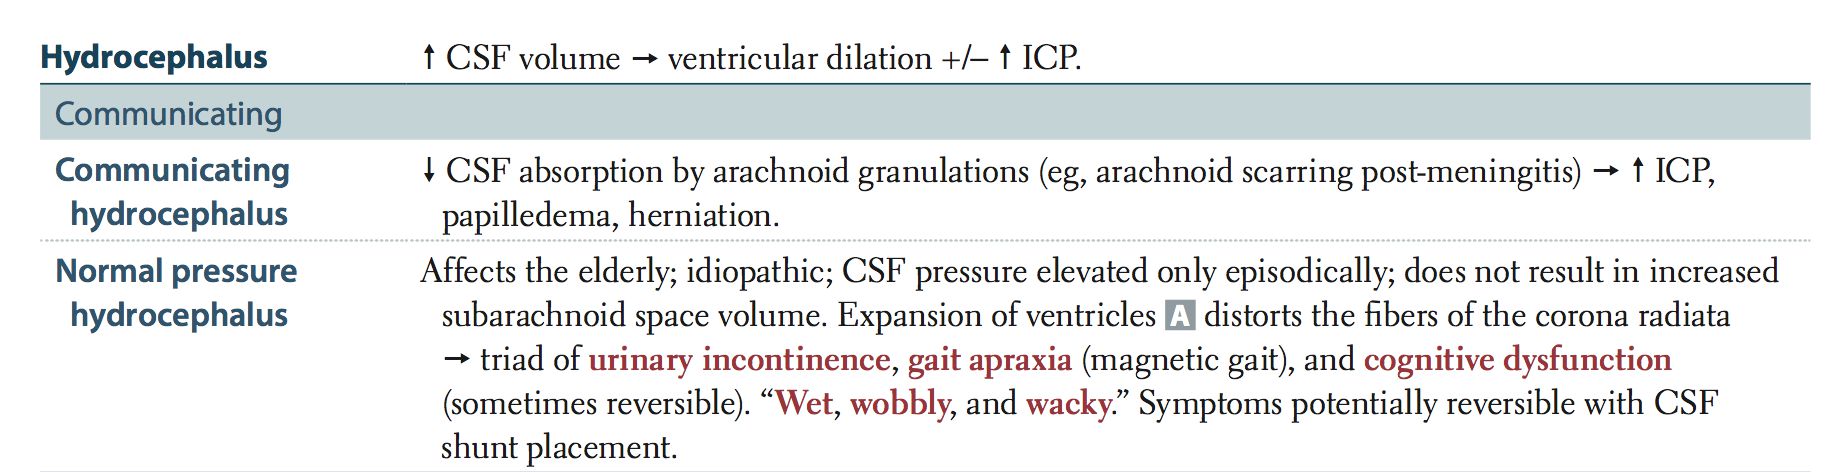 Hydrocephalus ↑ CSF volume → ventricular dilation +/– ↑ ICP.
Communicating
Communicating hydrocephalus
↓ CSF absorption by arachnoid granulations (eg, arachnoid scarring post-meningitis) → ↑ ICP,
papilledema, herniation.
Normal pressure hydrocephalus
Affects the elderly; idiopathic; CSF pressure elevated only episodically; does not result in increased
subarachnoid space volume. Expansion of ventricles A distorts the fibers of the corona radiata
→ triad of urinary incontinence, gait apraxia (magnetic gait), and cognitive dysfunction
(sometimes reversible). “Wet, wobbly, and wacky.” Symptoms potentially reversible with CSF
shunt placement.